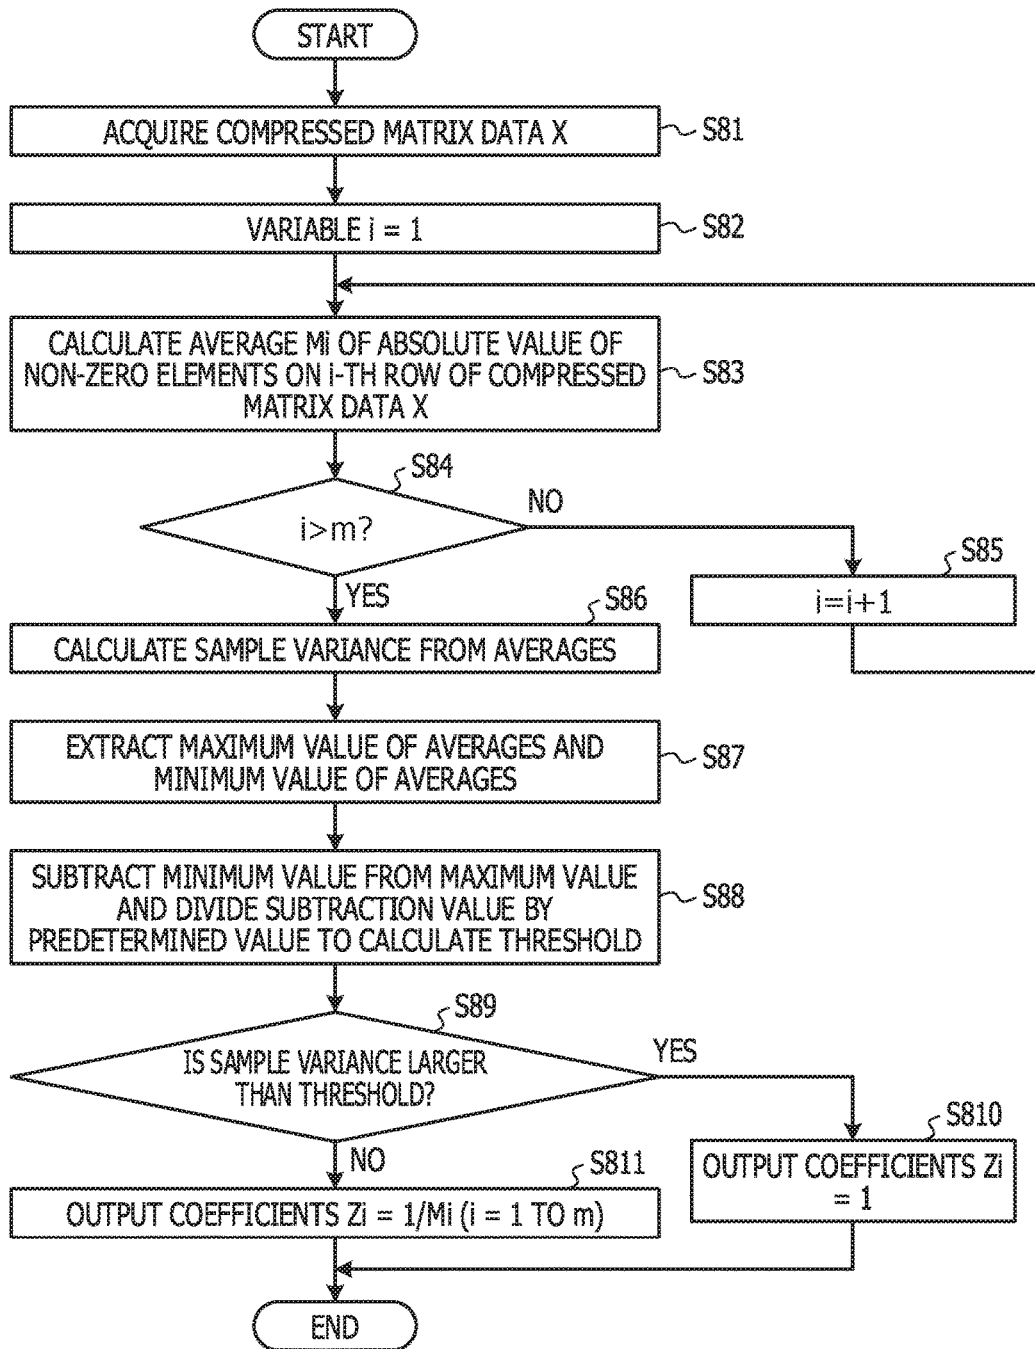 START
ACQUIRE COMPRESSED MATRIX DATA X
S81
VARIABLE i = 1
S82
CALCULATE AVERAGE Mi OF ABSOLUTE VALUE OF
NON-ZERO ELEMENTS ON i-TH ROW OF COMPRESSED
MATRIX DATA X
S83
S84
i>m?
NO
YES
S85
i=i+1
S86
CALCULATE SAMPLE VARIANCE FROM AVERAGES
EXTRACT MAXIMUM VALUE OF AVERAGES AND
MINIMUM VALUE OF AVERAGES
S87
SUBTRACT MINIMUM VALUE FROM MAXIMUM VALUE
AND DIVIDE SUBTRACTION VALUE BY
PREDETERMINED VALUE TO CALCULATE THRESHOLD
S88
S89
IS SAMPLE VARIANCE LARGER
THAN THRESHOLD?
YES
NO
S810
OUTPUT COEFFICIENTS Zi
= 1
S811
OUTPUT COEFFICIENTS Zi = 1/Mi (i = 1 TO m)
END